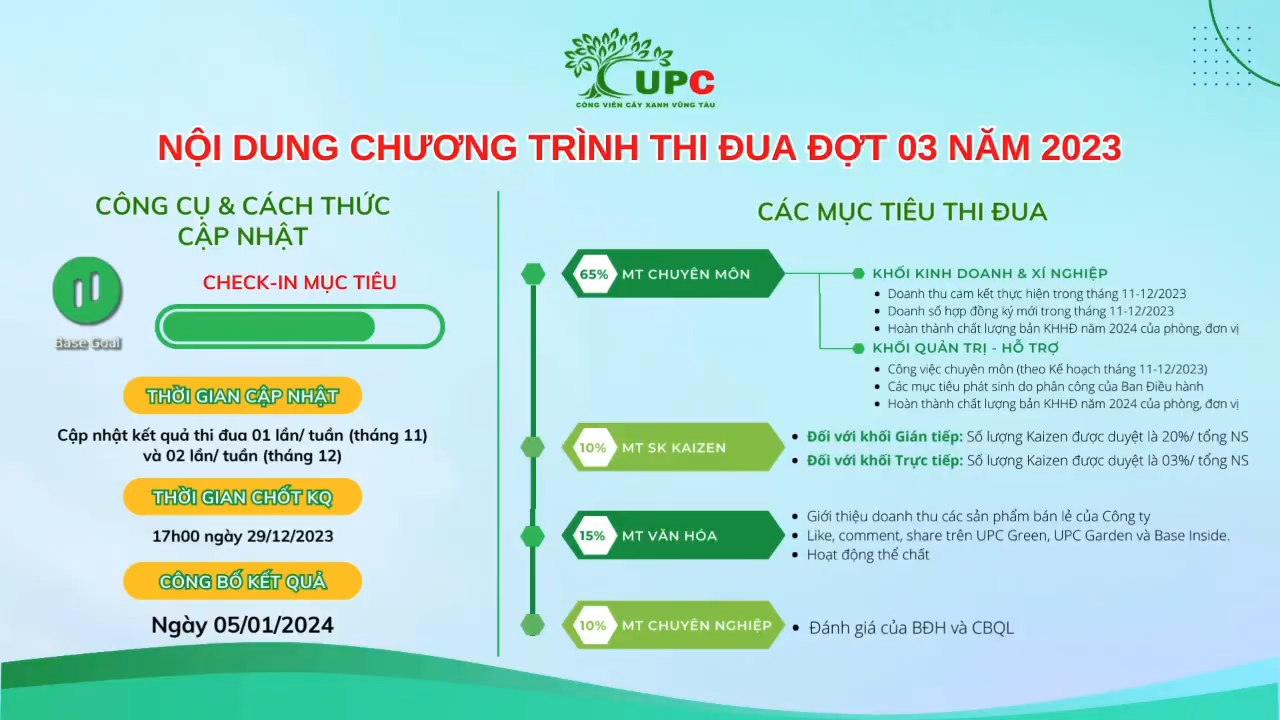 UPC
CÔNG VIÊN CÂY XANH VŨNG TÀU
NỘI DUNG CHƯƠNG TRÌNH THI ĐUA ĐỢT 03 NĂM 2023
CÔNG CỤ & CÁCH THỨC
CẬP NHẬT
CHECK-IN MỤC TIÊU
Base Goal
THỜI GIAN CẬP NHẬT
Cập nhật kết quả thi đua 01 lần/ tuần (tháng 11)
và 02 lần/ tuần (tháng 12)
THỜI GIAN CHỐT KQ
17h00 ngày 29/12/2023
CÔNG BỐ KẾT QUẢ
Ngày 05/01/2024
CÁC MỤC TIÊU THI ĐUA
65% MT CHUYÊN MÔN
KHỐI KINH DOANH & XÍ NGHIỆP
• Doanh thu cam kết thực hiện trong tháng 11-12/2023
• Doanh số hợp đồng ký mới trong tháng 11-12/2023
• Hoàn thành chất lượng bản KHHĐ năm 2024 của phòng, đơn vị
KHỐI QUẢN TRỊ - HỖ TRỢ
• Công việc chuyên môn (theo Kế hoạch tháng 11-12/2023)
• Các mục tiêu phát sinh do phân công của Ban Điều hành
• Hoàn thành chất lượng bản KHHĐ năm 2024 của phòng, đơn vị
10% MT SK KAIZEN
• Đối với khối Gián tiếp: Số lượng Kaizen được duyệt là 20%/ tổng NS
• Đối với khối Trực tiếp: Số lượng Kaizen được duyệt là 03%/ tổng NS
15% MT VĂN HÓA
• Giới thiệu doanh thu các sản phẩm bán lẻ của Công ty
• Like, comment, share trên UPC Green, UPC Garden và Base Inside.
• Hoạt động thể chất
10% MT CHUYÊN NGHIỆP
• Đánh giá của BĐH và CBQL